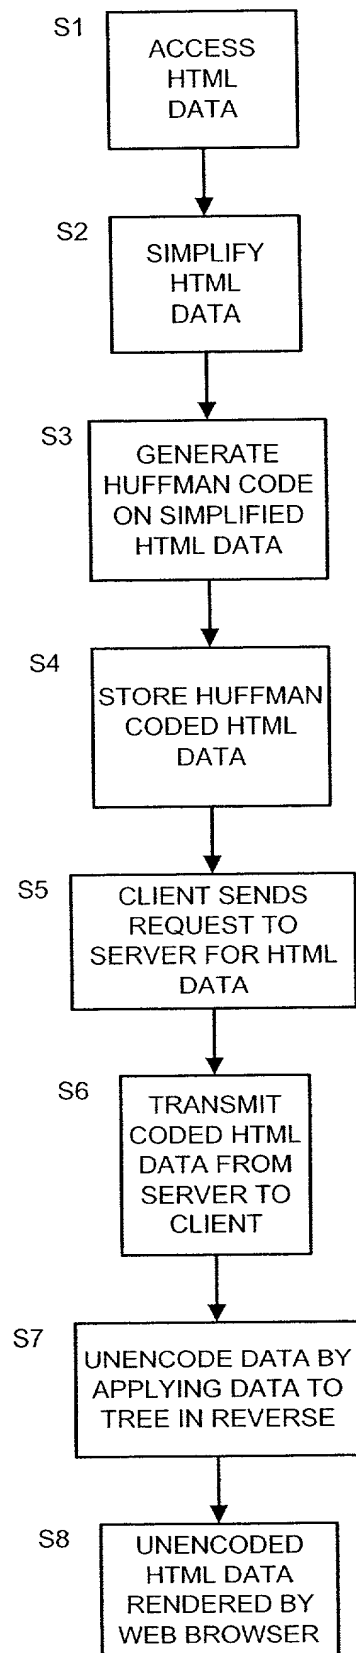 S1
ACCESS
HTML
DATA
S2
SIMPLIFY
HTML
DATA
S3
GENERATE
HUFFMAN CODE
ON SIMPLIFIED
HTML DATA
S4
STORE HUFFMAN
CODED HTML
DATA
S5
CLIENT SENDS
REQUEST TO
SERVER FOR HTML
DATA
S6
TRANSMIT
CODED HTML
DATA FROM
SERVER TO
CLIENT
S7
UNENCODE DATA BY
APPLYING DATA TO
TREE IN REVERSE
S8
UNENCODED
HTML DATA
RENDERED BY
WEB BROWSER